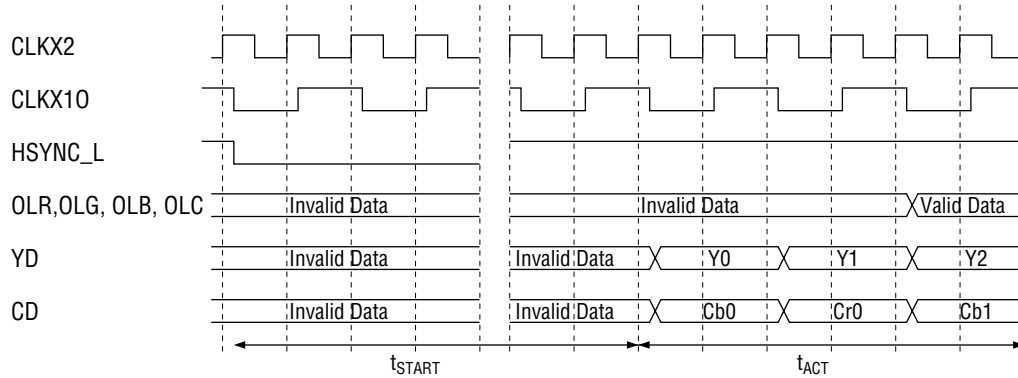 CLKX2
CLKX1O
HSYNC_L
OLR,OLG, OLB, OLC Invalid Data Invalid Data Valid Data
YD Invalid Data Invalid Data Y0 Y1 Y2
CD Invalid Data Invalid Data Cb0 Cr0 Cb1
tSTART tACT